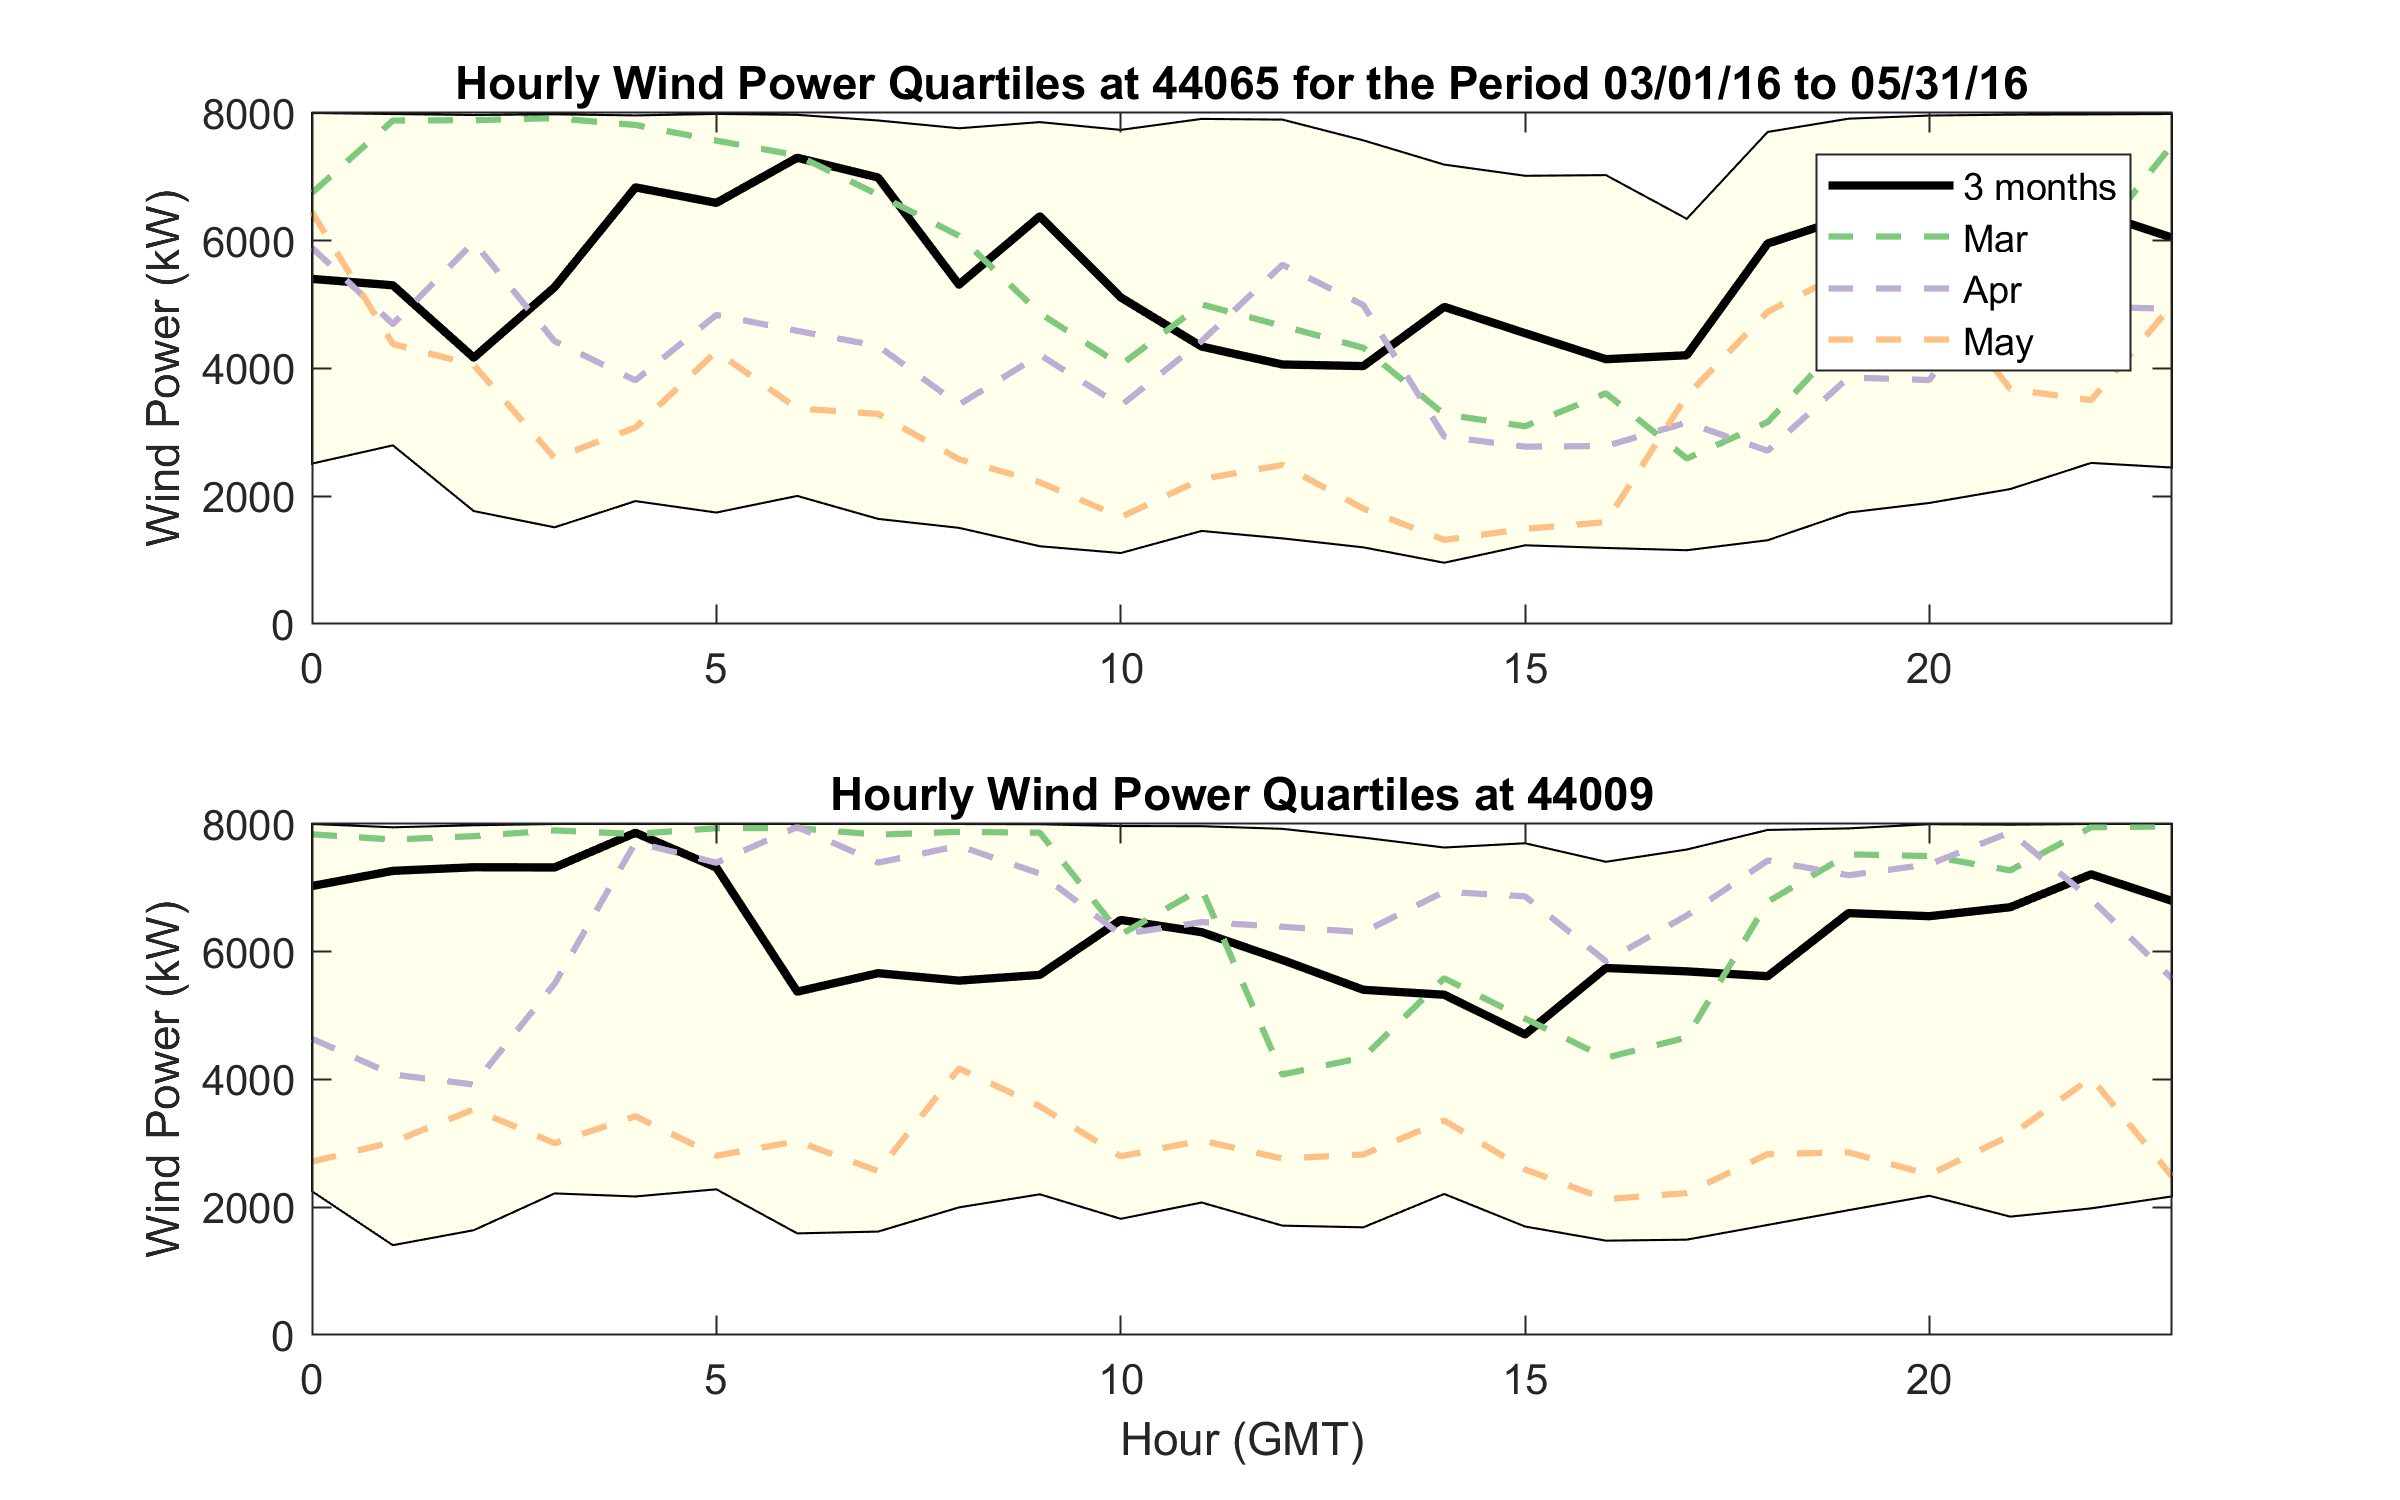 Hourly Wind Power Quartiles at 44065 for the Period 03/01/16 to 05/31/16
Wind Power (kW)
8000
6000
4000
2000
0
0 5 10 15 20
3 months
Mar
Apr
May
Hourly Wind Power Quartiles at 44009
Wind Power (kW)
8000
6000
4000
2000
0
0 5 10 15 20
Hour (GMT)